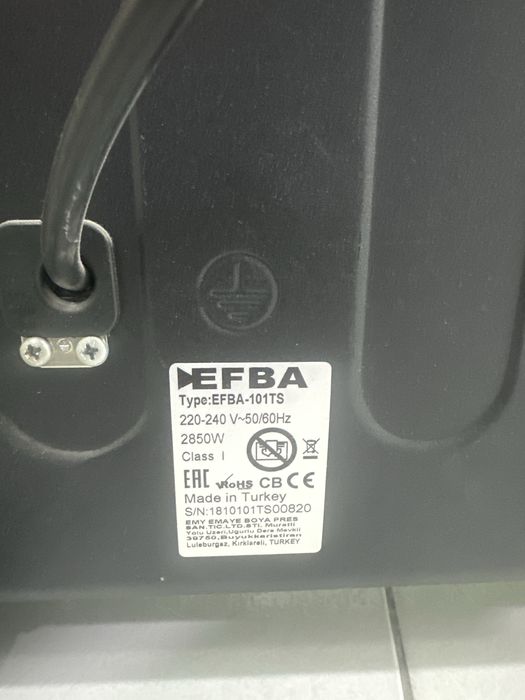 EFBA
Type:EFBA-101TS
220-240 V~50/60Hz
2850W
Class I
EAC RoHS CB CE
Made in Turkey
S/N:1810101TS00820
EMY EMAYE BOYA PRES
SAN.TIC.LTD.STI. Muratli
Yolu Uzeri,Ugurlu Dere Mevkii
39750,Buyukkaristiran
Luleburgaz, Kirklareli, TURKEY